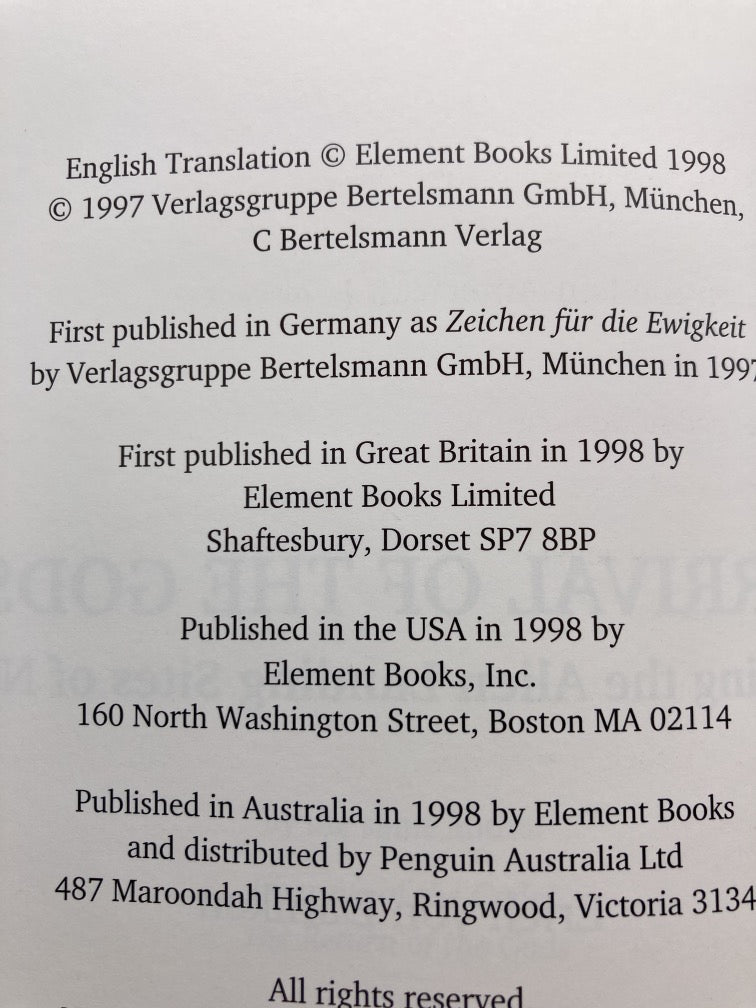 English Translation © Element Books Limited 1998
© 1997 Verlagsgruppe Bertelsmann GmbH, München,
C Bertelsmann Verlag
First published in Germany as Zeichen für die Ewigkeit
by Verlagsgruppe Bertelsmann GmbH, München in 1997
First published in Great Britain in 1998 by
Element Books Limited
Shaftesbury, Dorset SP7 8BP
Published in the USA in 1998 by
Element Books, Inc.
160 North Washington Street, Boston MA 02114
Published in Australia in 1998 by Element Books
and distributed by Penguin Australia Ltd
487 Maroondah Highway, Ringwood, Victoria 3134
All rights reserved